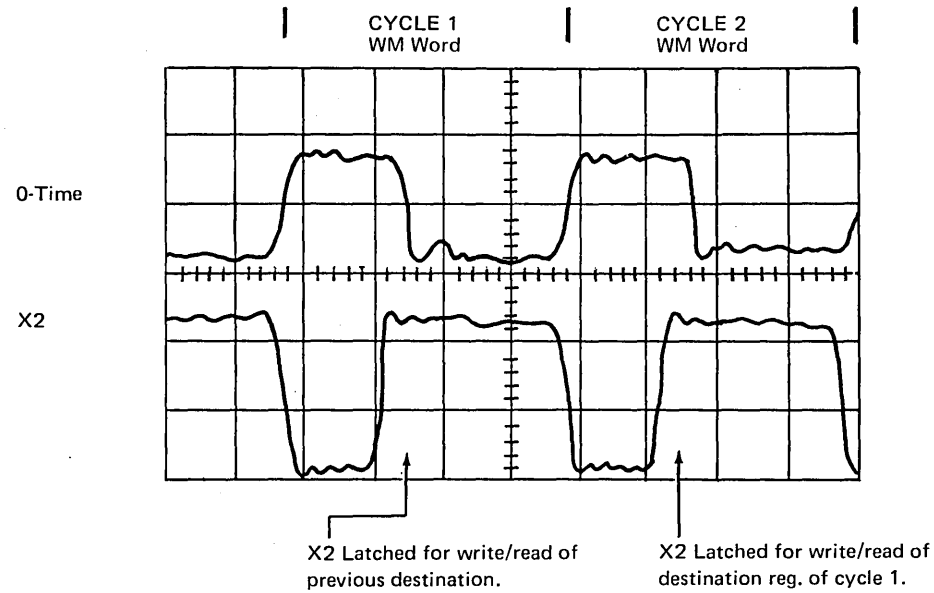 CYCLE 1
WM Word
CYCLE 2
WM Word
0-Time
X2
X2 Latched for write/read of
previous destination.
X2 Latched for write/read of
destination reg. of cycle 1.